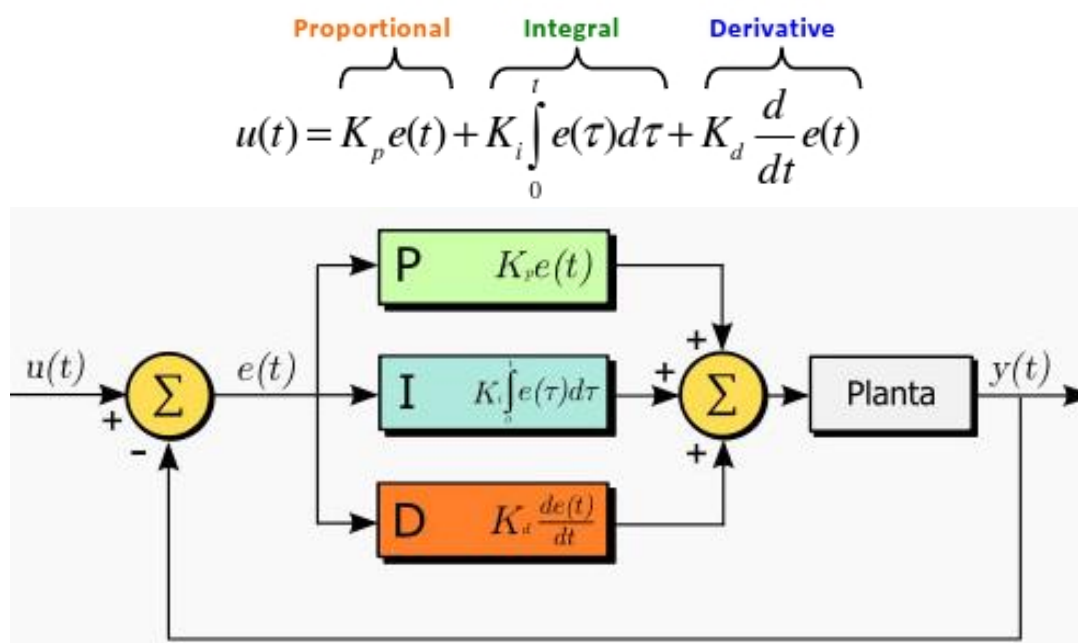 Proportional Integral Derivative
u(t) = K_p e(t) + K_i ∫_0^t e(τ)dτ + K_d d/dt e(t)
P K_p e(t)
u(t) Σ e(t) I K_i ∫_0^t e(τ)dτ Σ Planta y(t)
+ - + + +
D K_d de(t)/dt